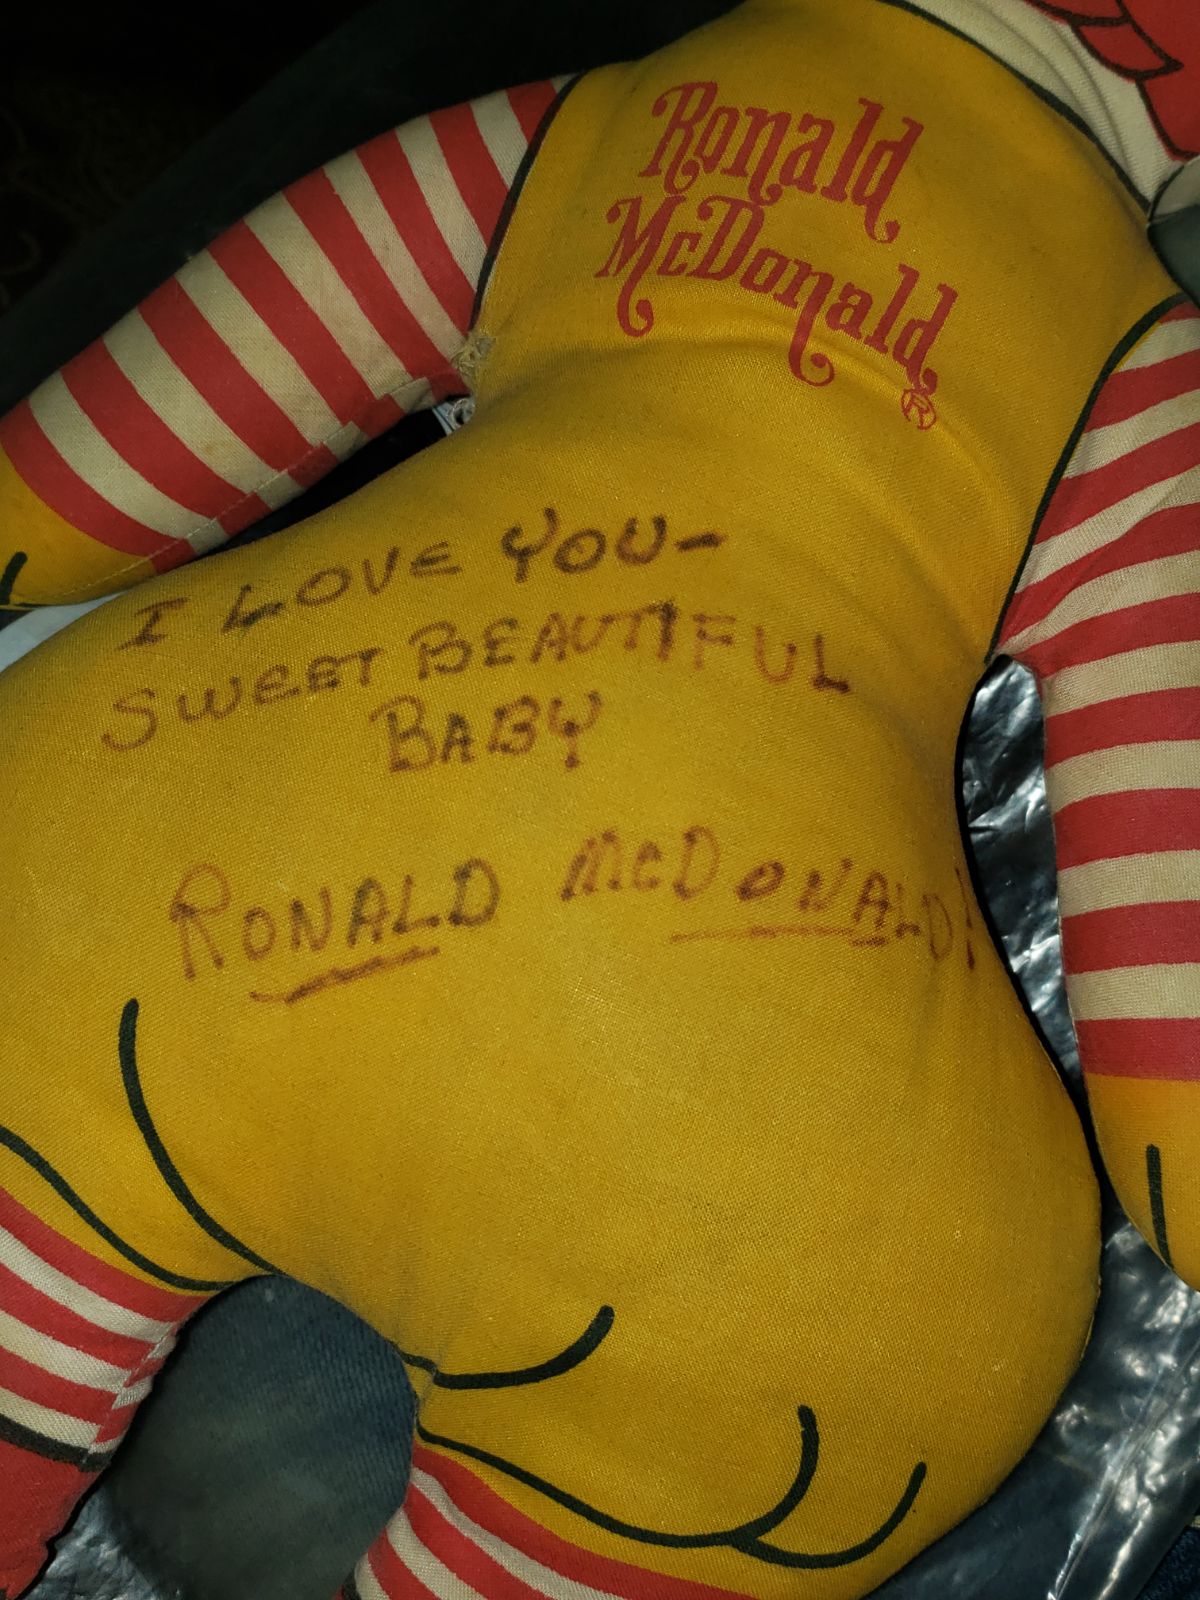 Ronald
McDonald®
I LOVE YOU-
SWEET BEAUTIFUL
BABY
RONALD McDONALD!